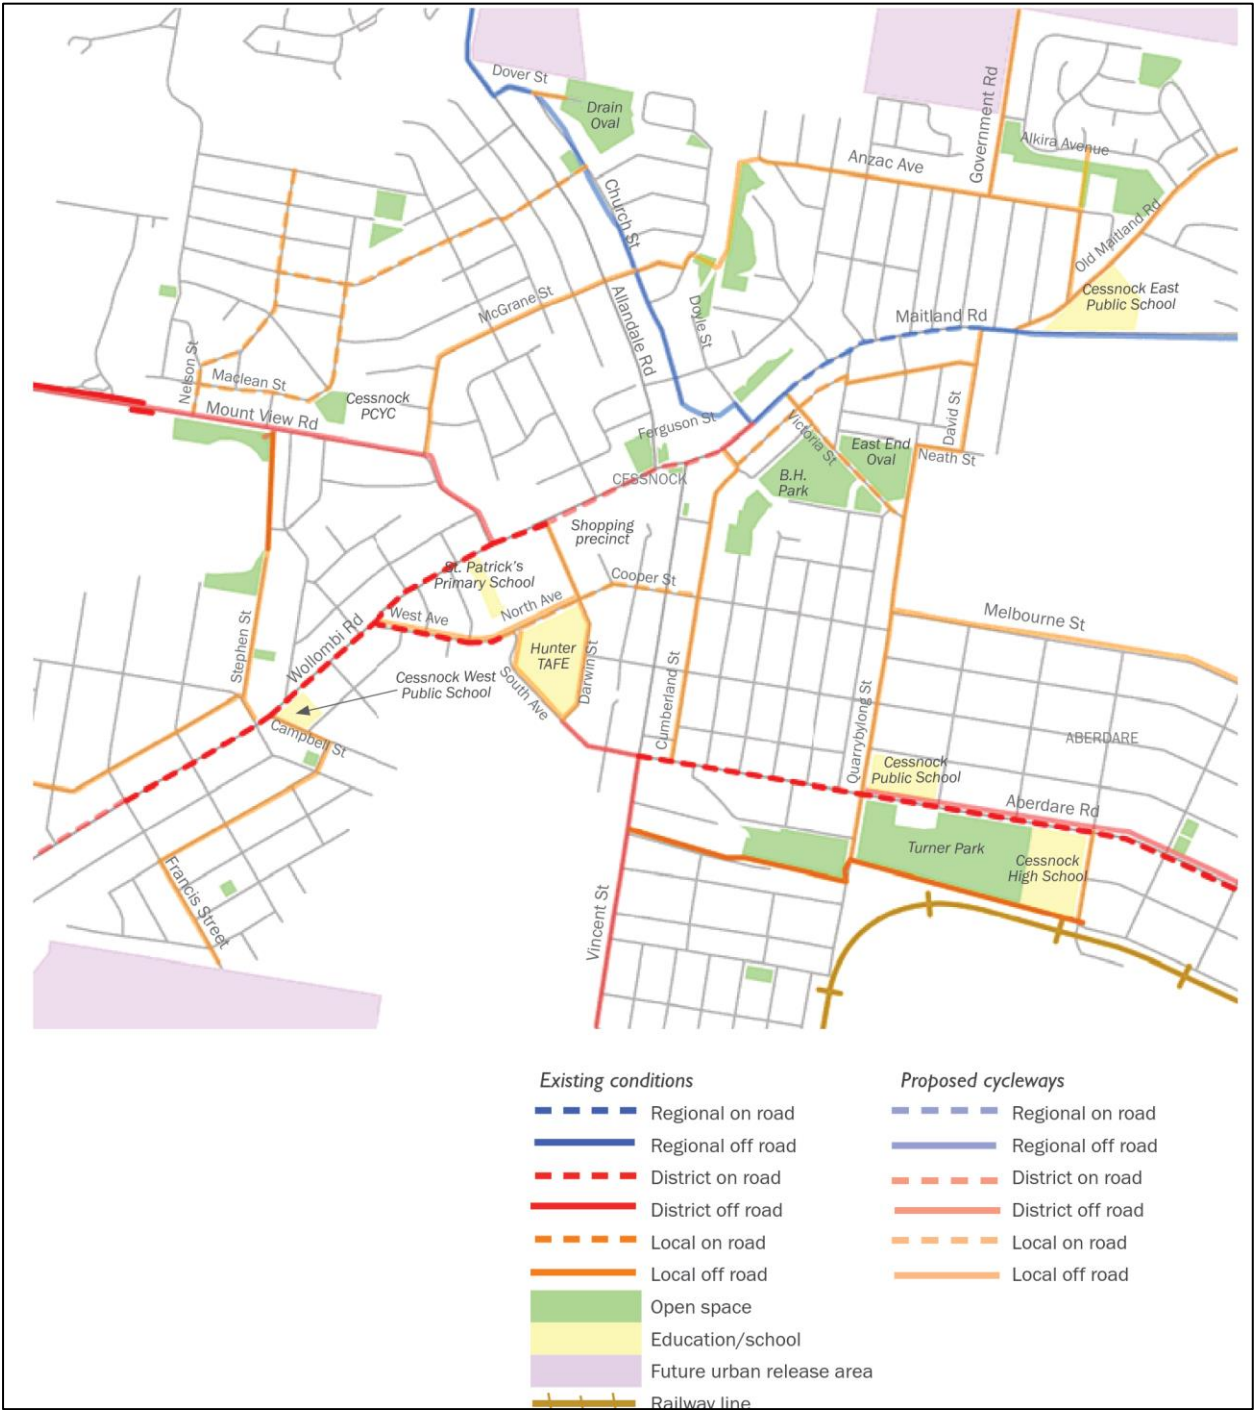 Dover St
Drain
Oval
Government Rd
Alkira Avenue
Anzac Ave
Church St
Old Maitland Rd
Cessnock East
Public School
McGrane St
Allandale Rd
Doyle St
Maitland Rd
Nelson St
Maclean St
Cessnock
PCYC
Mount View Rd
Ferguson St
Victoria St
David St
East End
Oval
Neath St
CESSNOCK
B.H.
Park
Shopping
precinct
St. Patrick's
Primary School
Cooper St
North Ave
West Ave
Melbourne St
Stephen St
Wollombi Rd
Hunter
TAFE
Darwin St
South Ave
Cessnock West
Public School
Cumberland St
Quarrybylong St
Campbell St
ABERDARE
Cessnock
Public School
Aberdare Rd
Turner Park
Cessnock
High School
Francis Street
Vincent St
Existing conditions
Regional on road
Regional off road
District on road
District off road
Local on road
Local off road
Open space
Education/school
Future urban release area
Railway line
Proposed cycleways
Regional on road
Regional off road
District on road
District off road
Local on road
Local off road